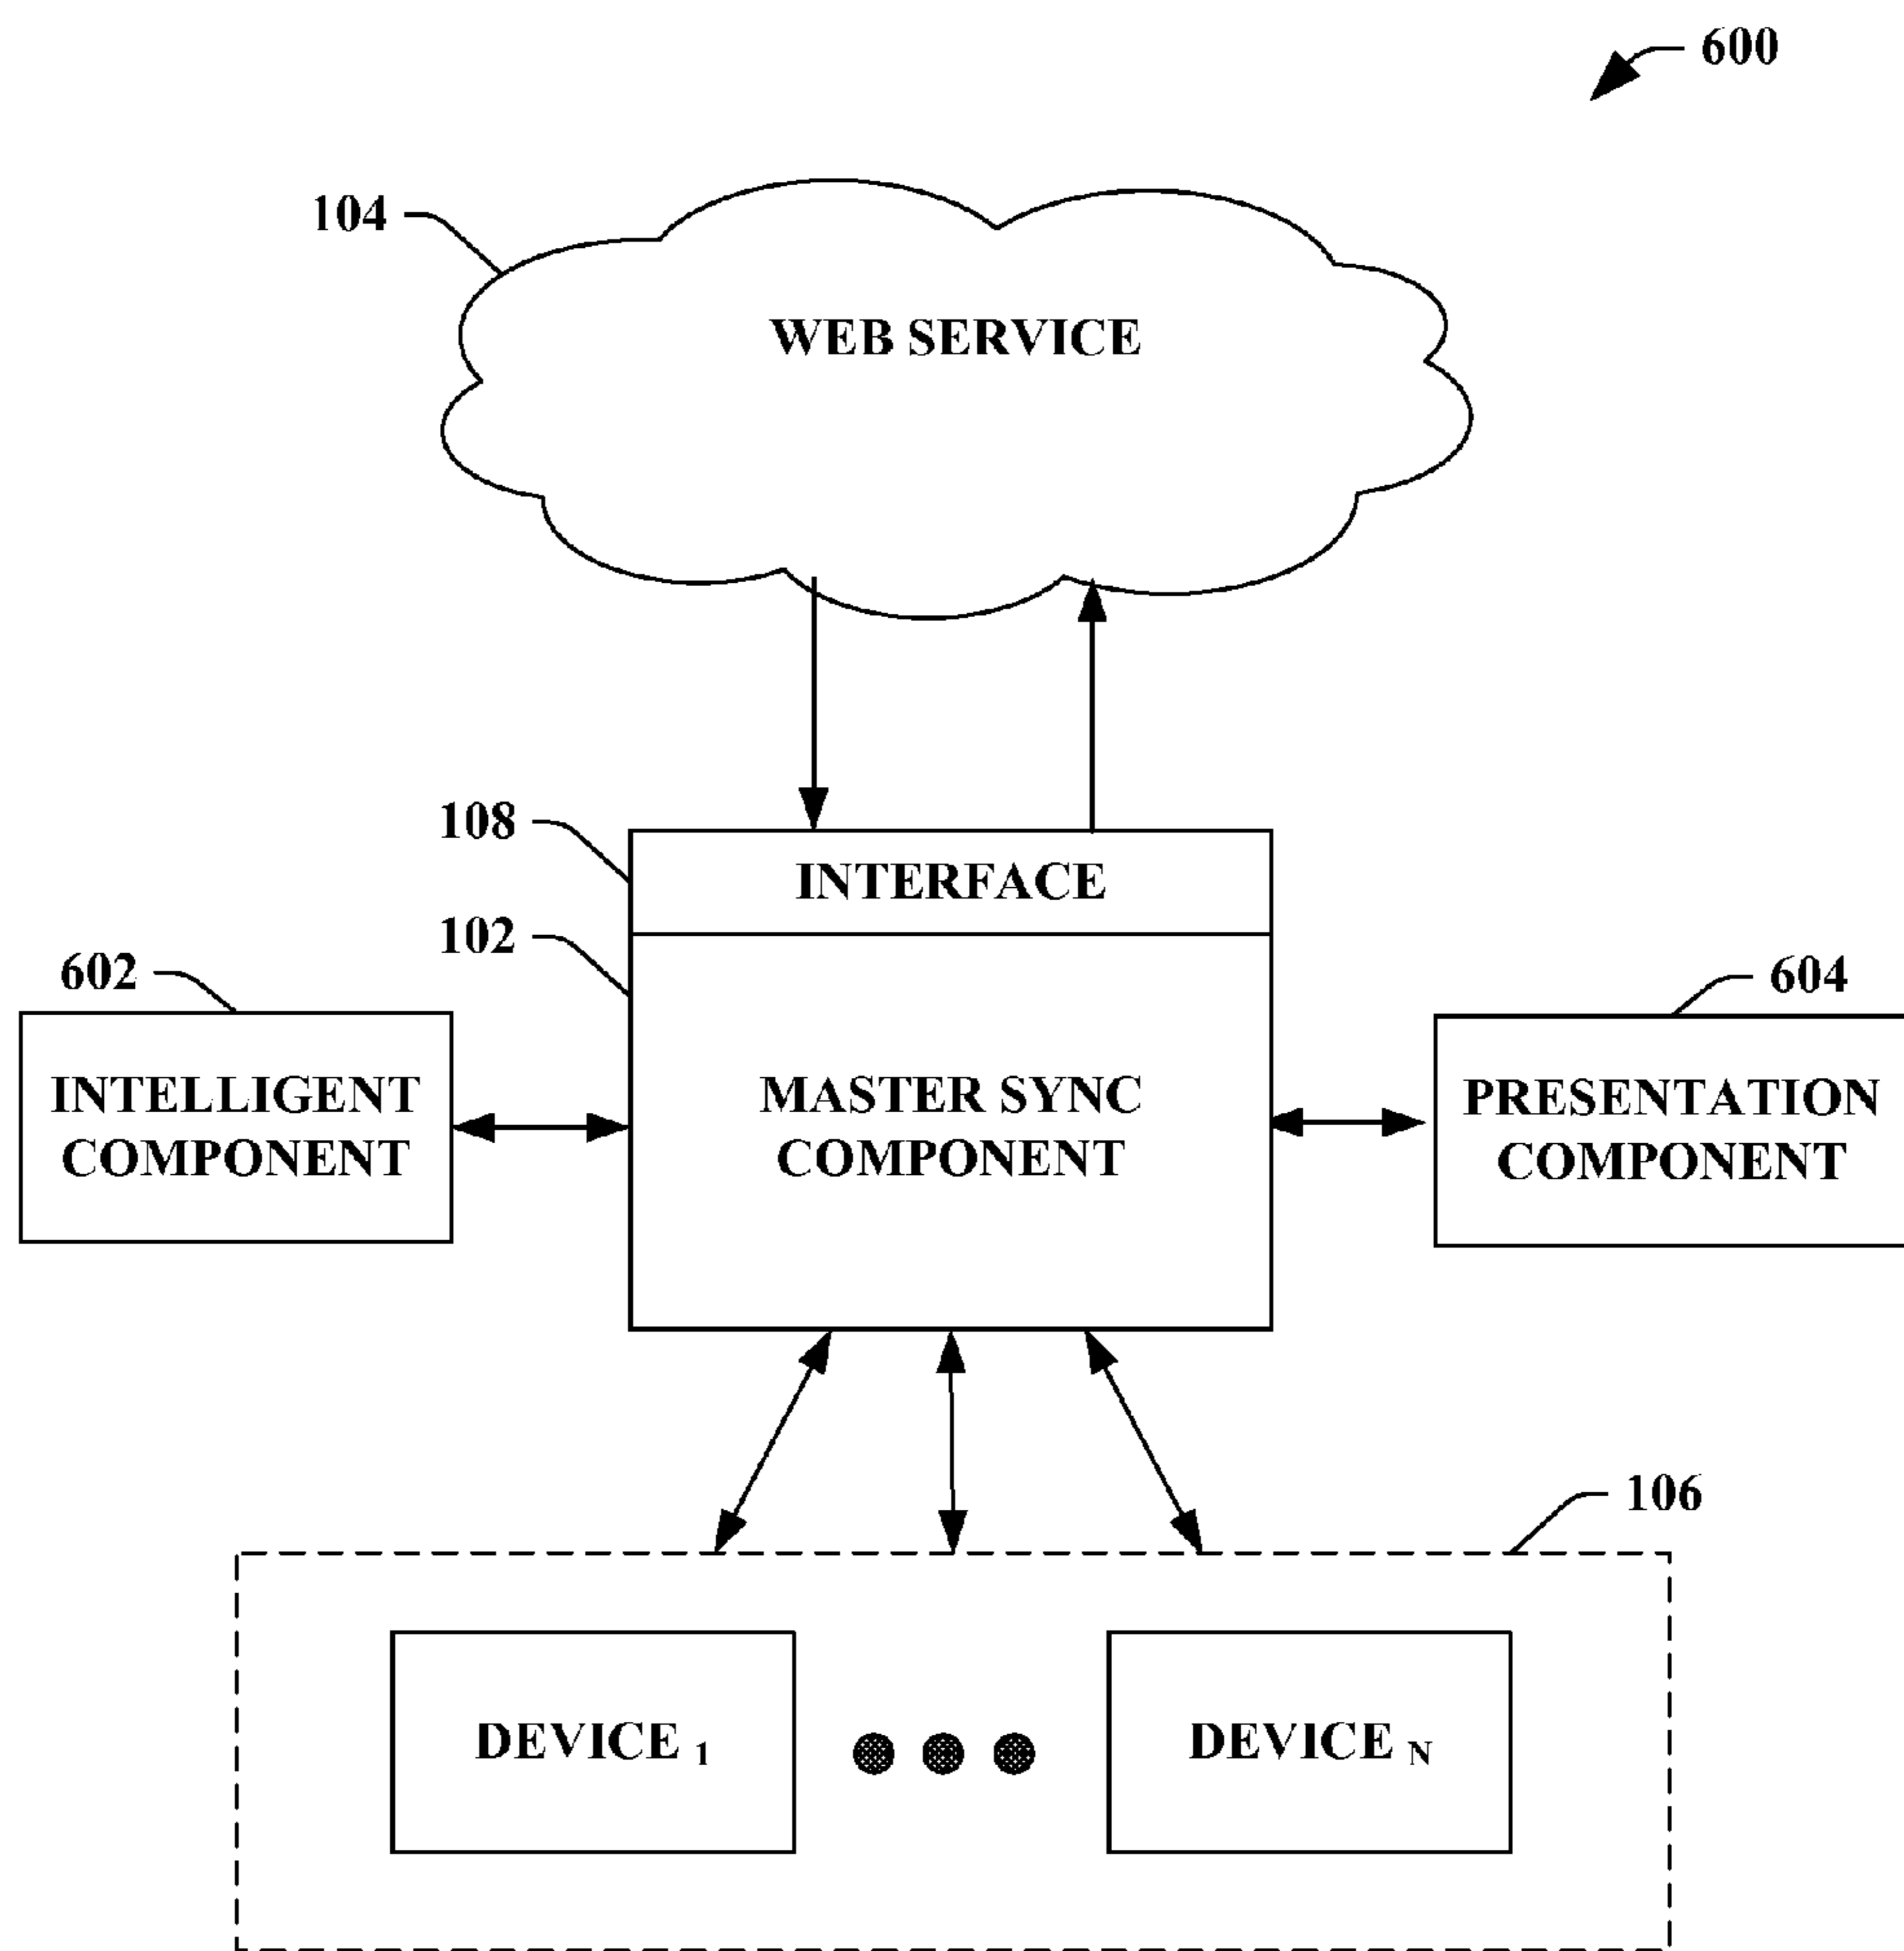 600
104
WEB SERVICE
108
INTERFACE
102
602
604
INTELLIGENT
COMPONENT
MASTER SYNC
COMPONENT
PRESENTATION
COMPONENT
106
DEVICE 1
DEVICE N